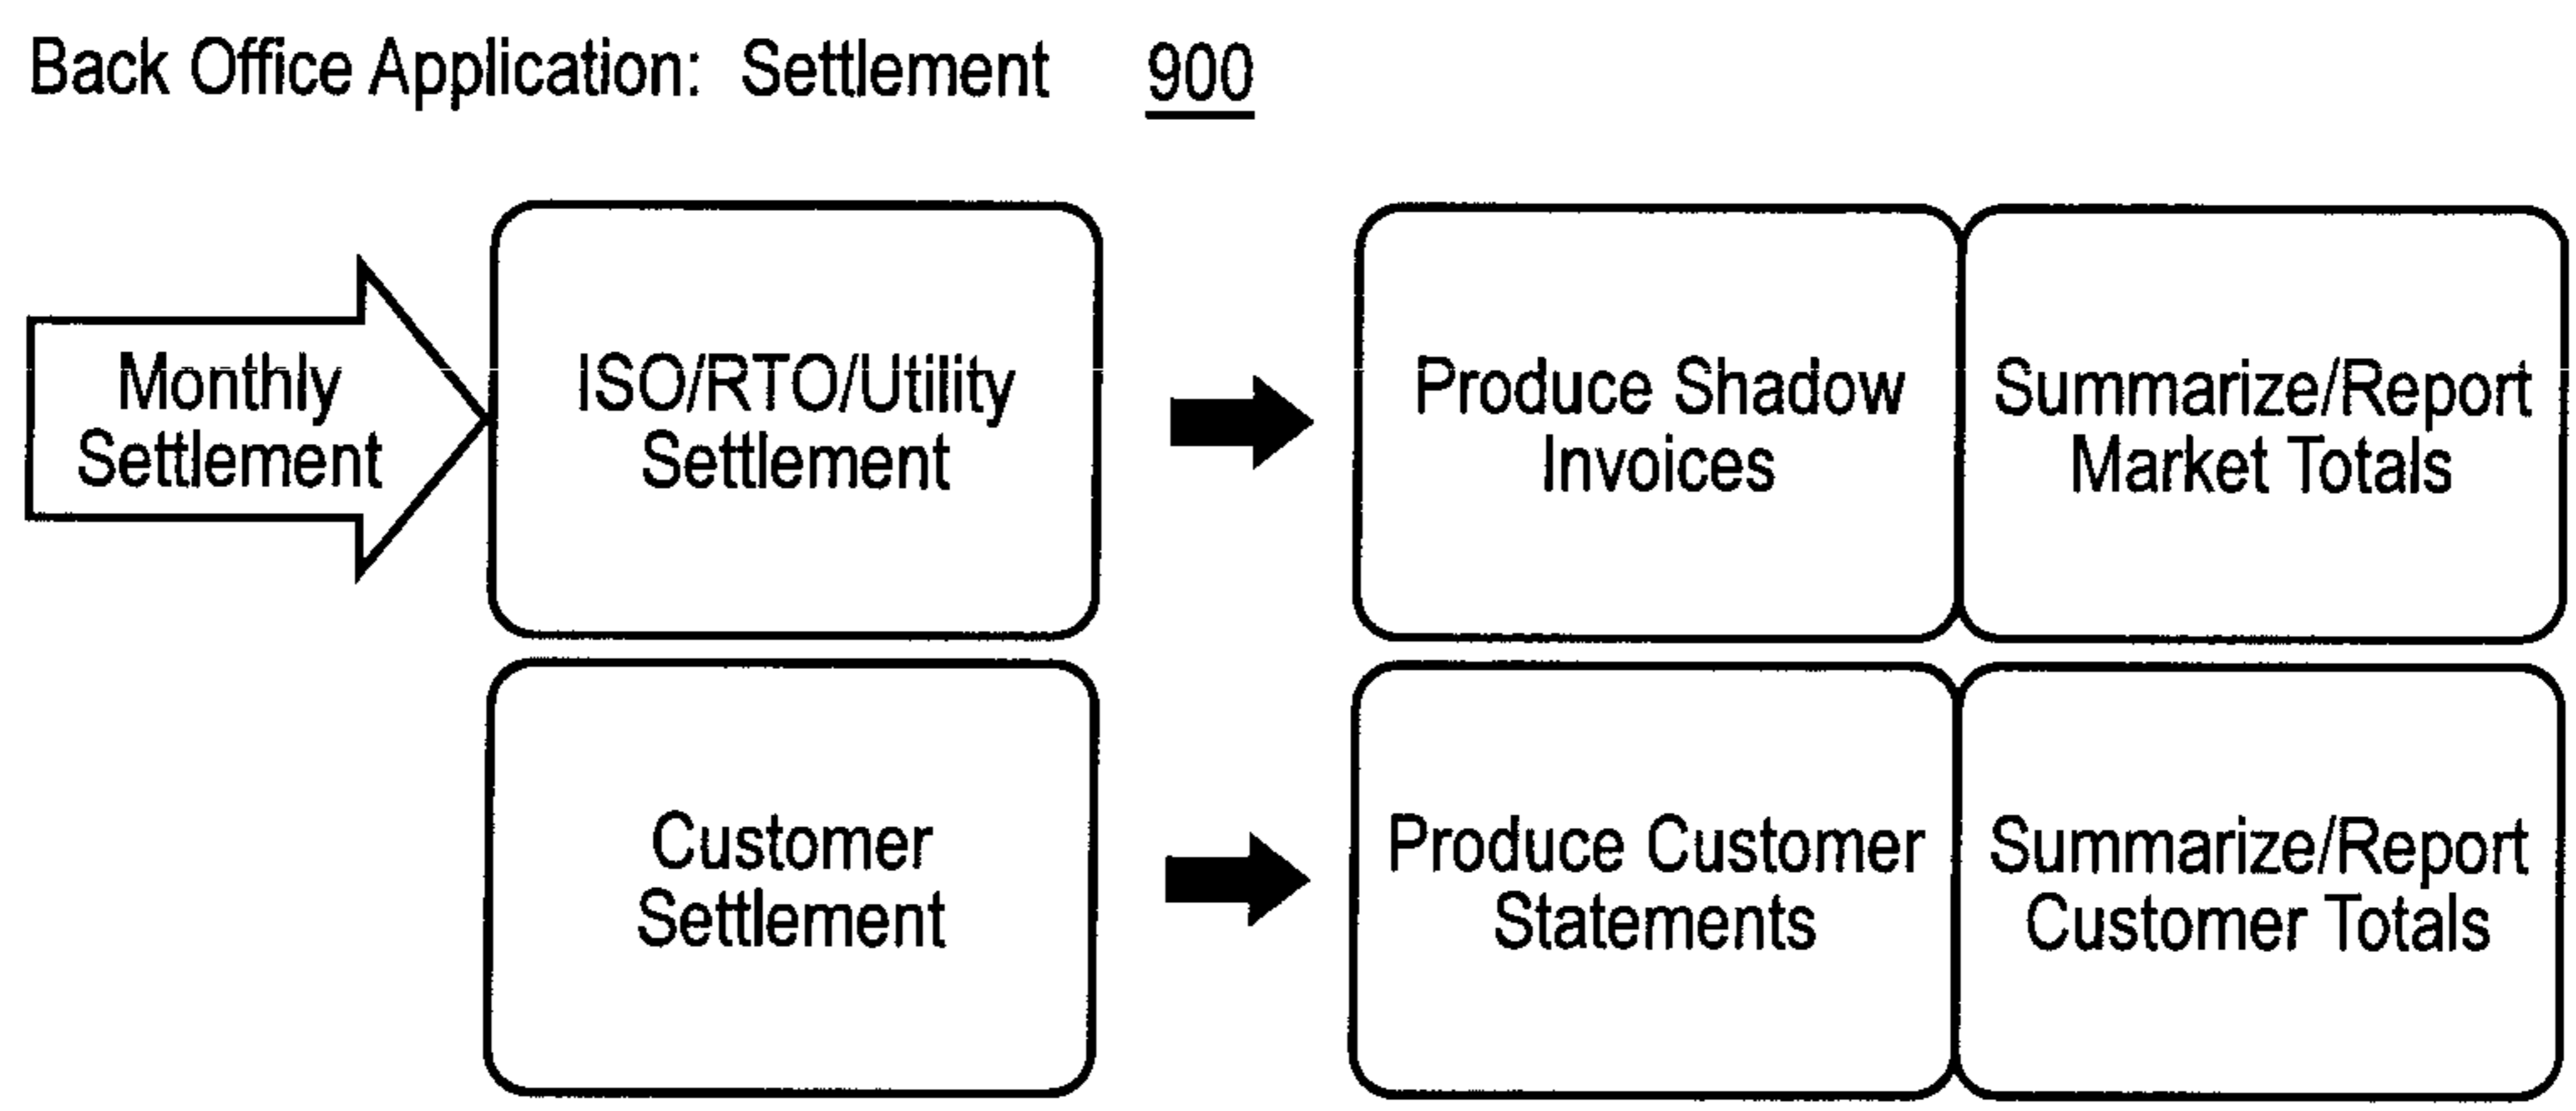 Back Office Application: Settlement 900
Monthly
Settlement
ISO/RTO/Utility
Settlement
Produce Shadow
Invoices
Summarize/Report
Market Totals
Customer
Settlement
Produce Customer
Statements
Summarize/Report
Customer Totals